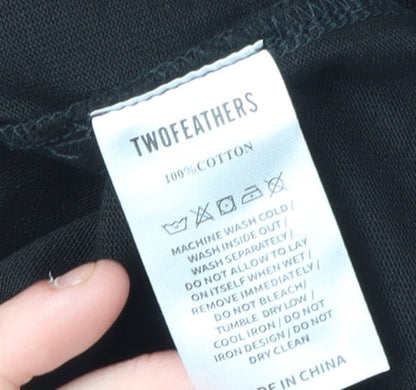 TWOFEATHERS
100%COTTON
MACHINE WASH COLD/
WASH INSIDE OUT/
WASH SEPARATELY/
DO NOT ALLOW TO LAY
ON ITSELF WHEN WET/
REMOVE IMMEDIATELY/
DO NOT BLEACH/
TUMBLE DRY LOW/
COOL IRON/DO NOT
IRON DESIGN/DO NOT
DRY CLEAN
IN CHINA